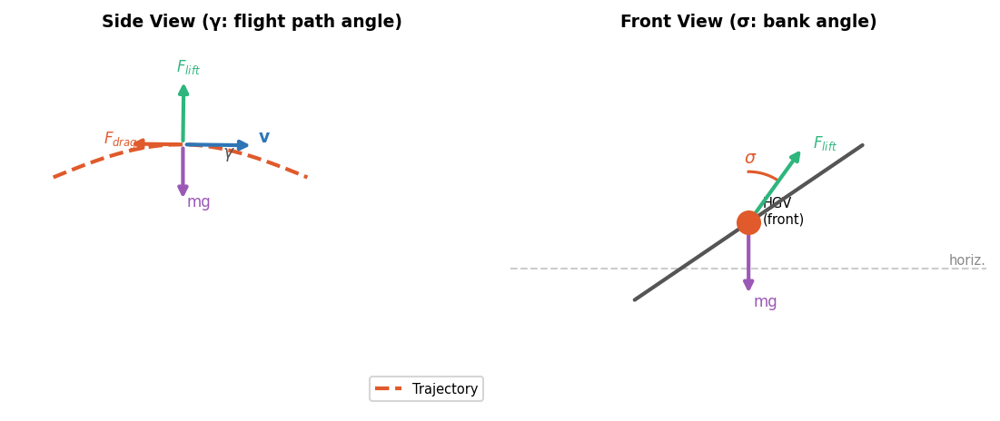 Side View (γ: flight path angle)
F_lift
F_drag
v
γ
mg
Trajectory
Front View (σ: bank angle)
σ
F_lift
HGV
(front)
horiz.
mg